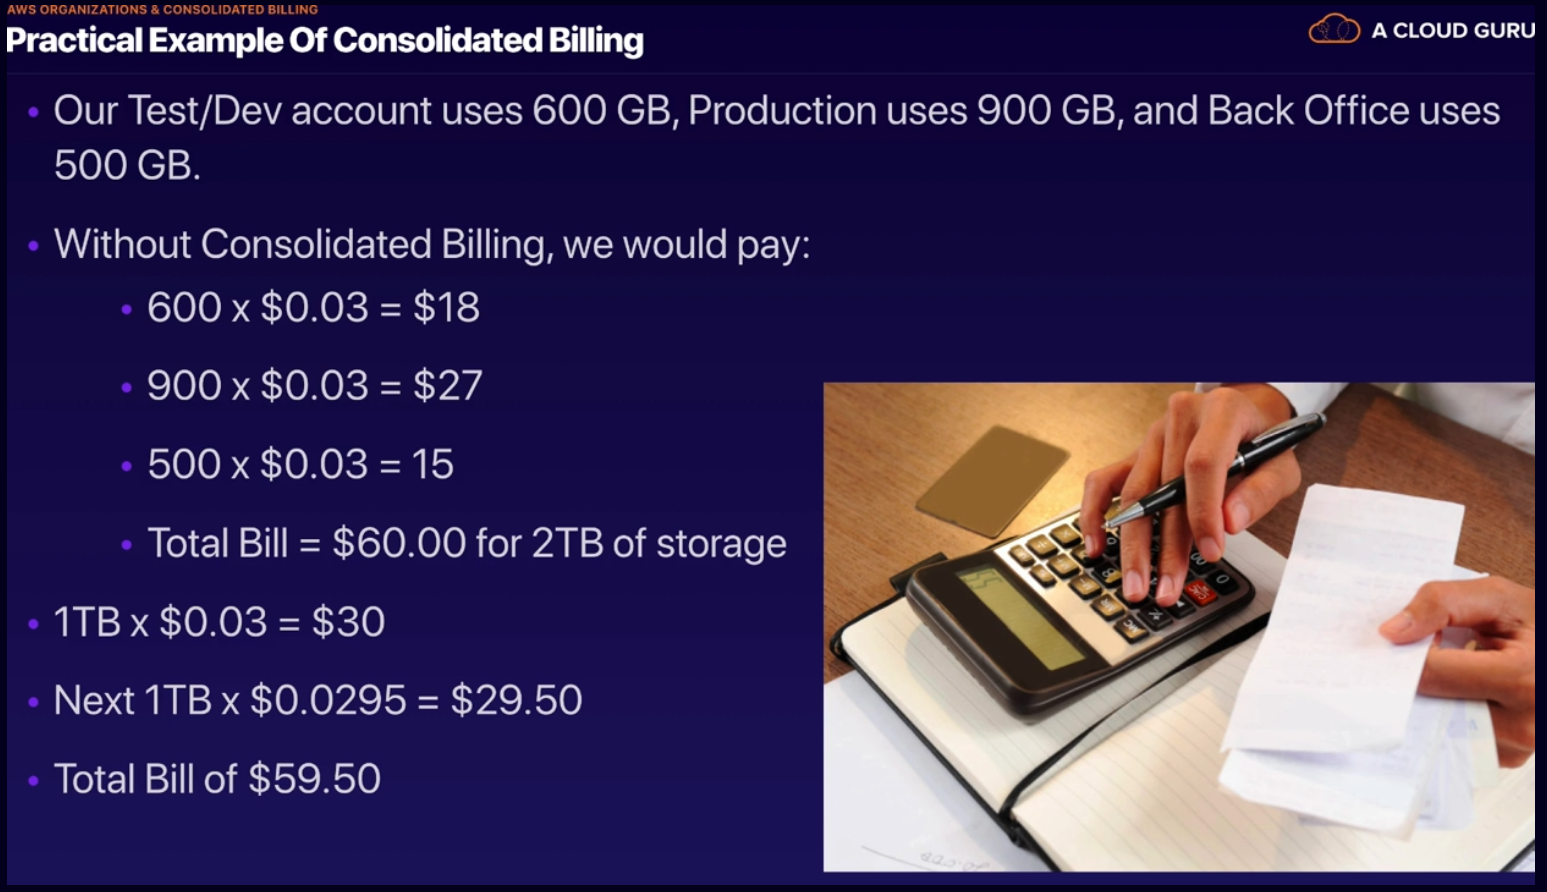 AWS ORGANIZATIONS & CONSOLIDATED BILLING
Practical Example Of Consolidated Billing
A CLOUD GURU
• Our Test/Dev account uses 600 GB, Production uses 900 GB, and Back Office uses
500 GB.
• Without Consolidated Billing, we would pay:
• 600 x $0.03 = $18
• 900 x $0.03 = $27
• 500 x $0.03 = 15
• Total Bill = $60.00 for 2TB of storage
• 1TB x $0.03 = $30
• Next 1TB x $0.0295 = $29.50
• Total Bill of $59.50